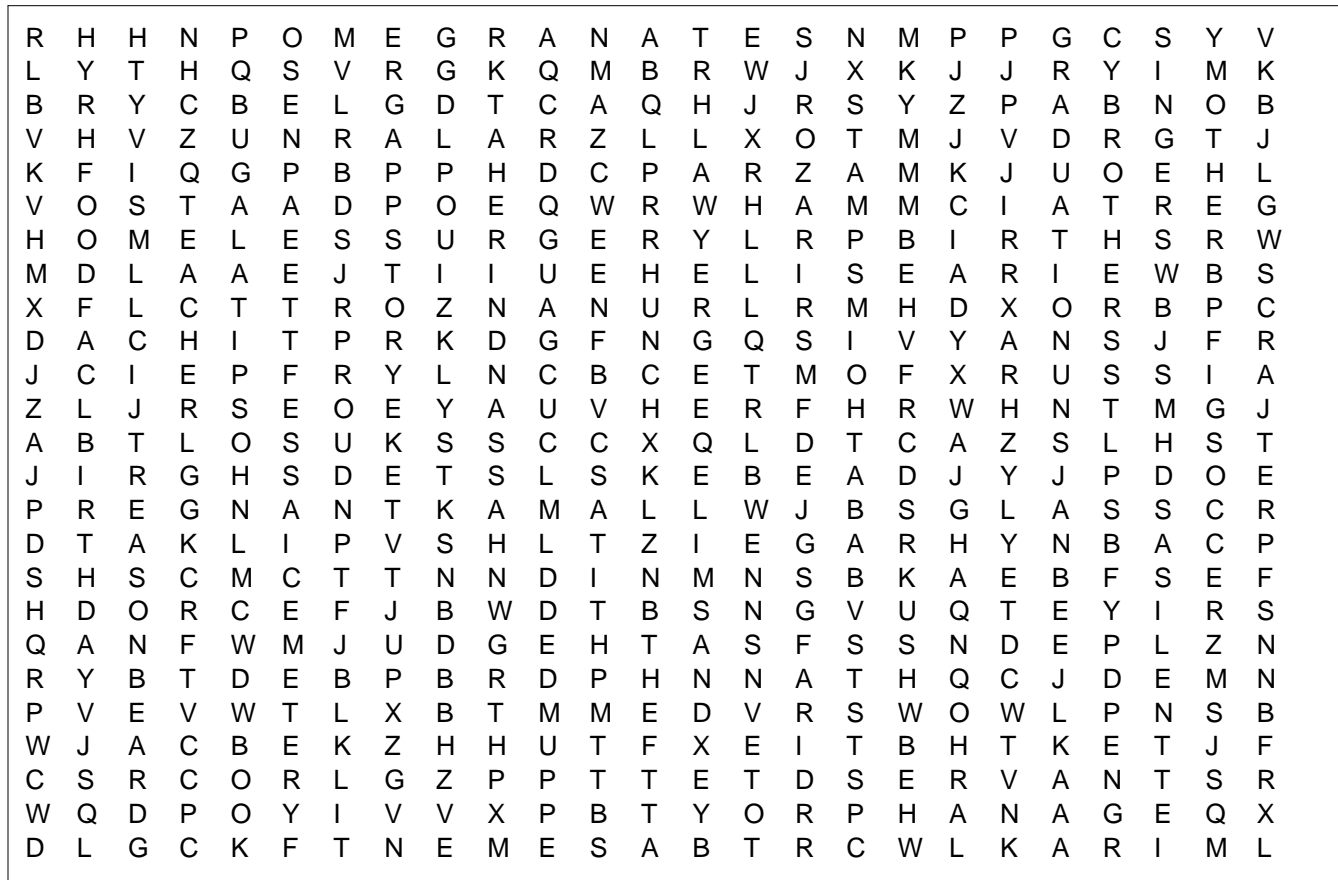 R H H N P O M E G R A N A T E S N M P P G C S Y V
L Y T H Q S V R G K Q M B R W J X K J J R Y I M K
B R Y C B E L G D T C A Q H J R S Y Z P A B N O B
V H V Z U N R A L A R Z L L X O T M J V D R G T J
K F I Q G P B P P H D C P A R Z A M K J U O E H L
V O S T A A D P O E Q W R W H A M M C I A T R E G
H O M E L E S S U R G E R Y L R P B I R T H S R W
M D L A A E J T I I U E H E L I S E A R I E W B S
X F L C T T R O Z N A N U R L R M H D X O R B P C
D A C H I T P R K D G F N G Q S I V Y A N S J F R
J C I E P F R Y L N C B C E T M O F X R U S S I A
Z L J R S E O E Y A U V H E R F H R W H N T M G J
A B T L O S U K S S C C X Q L D T C A Z S L H S T
J I R G H S D E T S L S K E B E A D J Y J P D O E
P R E G N A N T K A M A L L W J B S G L A S S C R
D T A K L I P V S H L T Z I E G A R H Y N B A C P
S H S C M C T T N N D I N M N S B K A E B F S E F
H D O R C E F J B W D T B S N G V U Q T E Y I R S
Q A N F W M J U D G E H T A S F S S N D E P L Z N
R Y B T D E B P B R D P H N N A T H Q C J D E M N
P V E V W T L X B T M M E D V R S W O W L P N S B
W J A C B E K Z H H U T F X E I T B H T K E T J F
C S R C O R L G Z P P T T E T D S E R V A N T S R
W Q D P O Y I V V X P B T Y O R P H A N A G E Q X
D L G C K F T N E M E S A B T R C W L K A R I M L